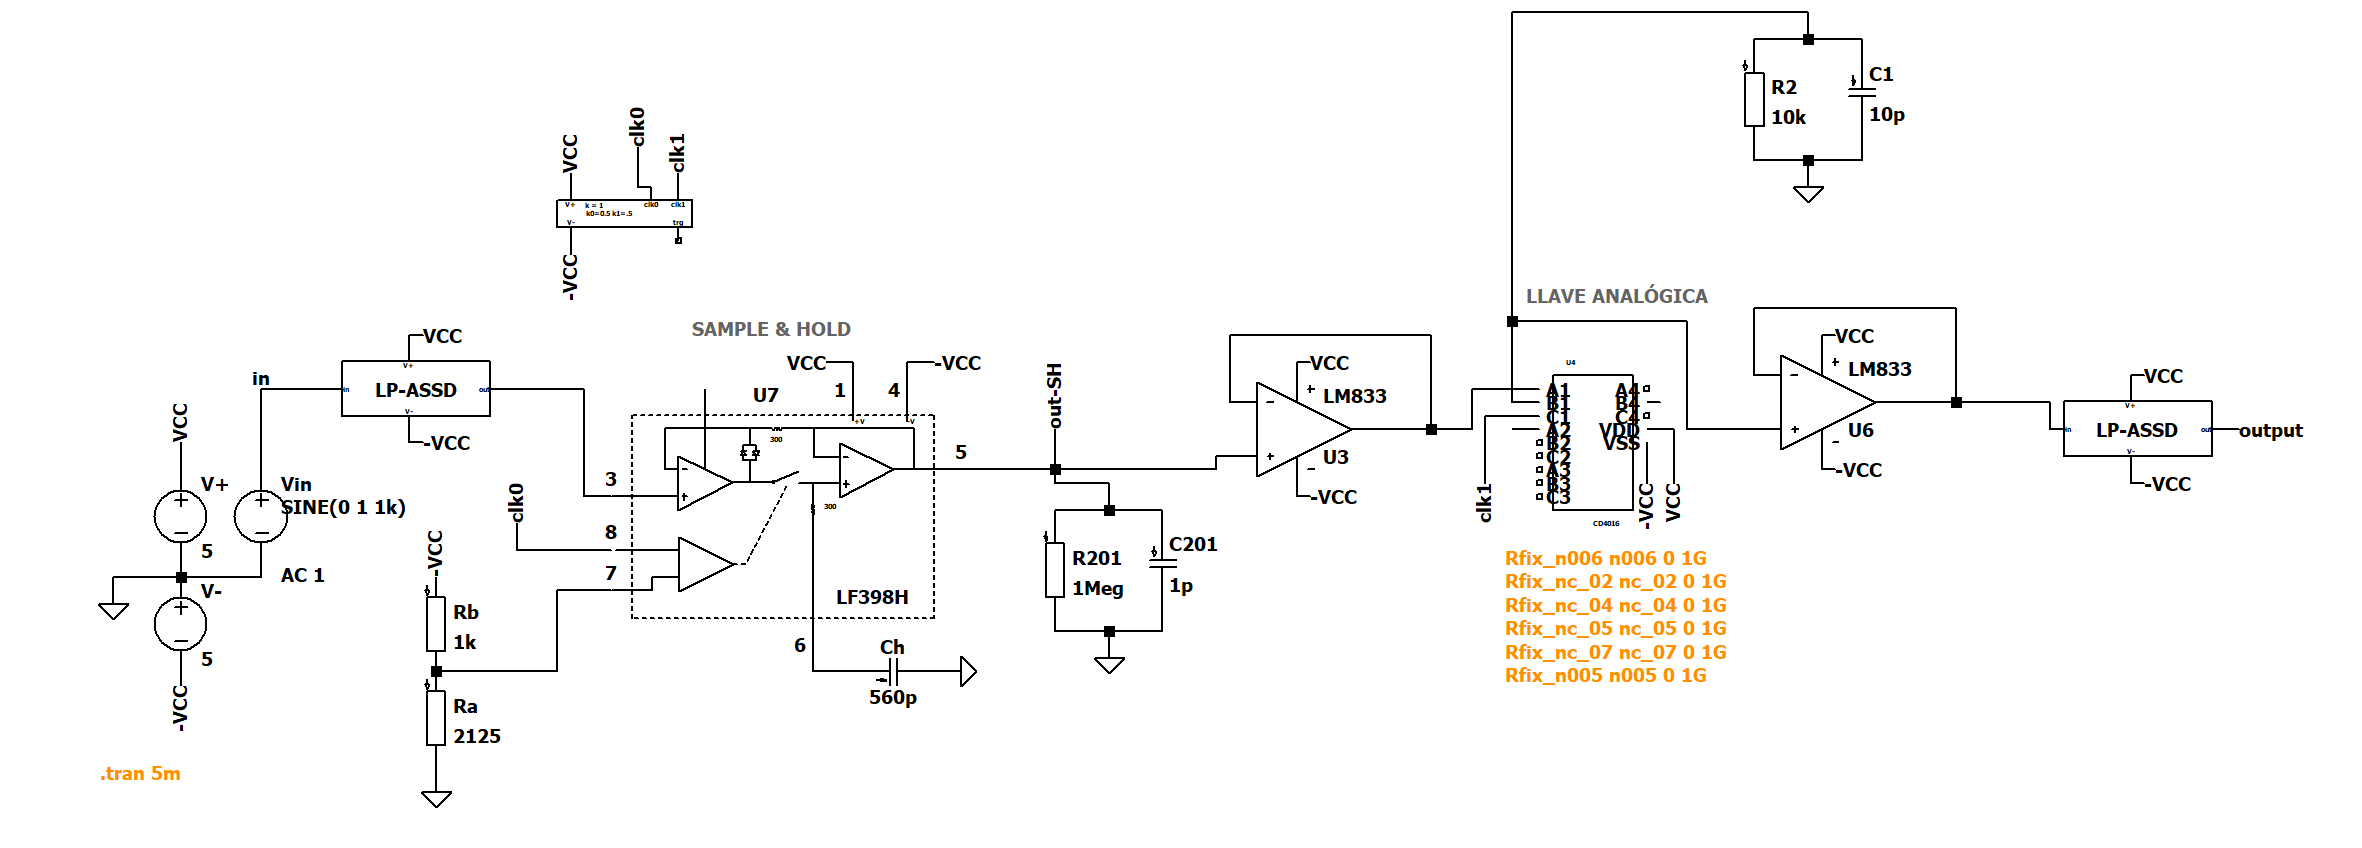 R2
10k
C1
10p
VCC
clk0
clk1
V+
k = 1
k0=0.5 k1=.5
clk0
clk1
V-
trg
-VCC
LLAVE ANALÓGICA
SAMPLE & HOLD
VCC
V+
in
in
LP-ASSD
out
V-
-VCC
VCC
V+
5
Vin
SINE(0 1 1k)
AC 1
V-
5
-VCC
.tran 5m
-VCC
Rb
1k
Ra
2125
clk0
3
8
7
U7
VCC
1
4
-VCC
+V
-V
300
300
5
LF398H
6
Ch
560p
out-SH
R201
1Meg
C201
1p
VCC
LM833
U3
-VCC
clk1
U4
A1
B1
C1
A2
B2
C2
A3
B3
C3
A4
B4
C4
VDD
VSS
CD4016
-VCC
VCC
Rfix_n006 n006 0 1G
Rfix_nc_02 nc_02 0 1G
Rfix_nc_04 nc_04 0 1G
Rfix_nc_05 nc_05 0 1G
Rfix_nc_07 nc_07 0 1G
Rfix_n005 n005 0 1G
VCC
LM833
U6
-VCC
VCC
V+
in
LP-ASSD
out
V-
-VCC
output